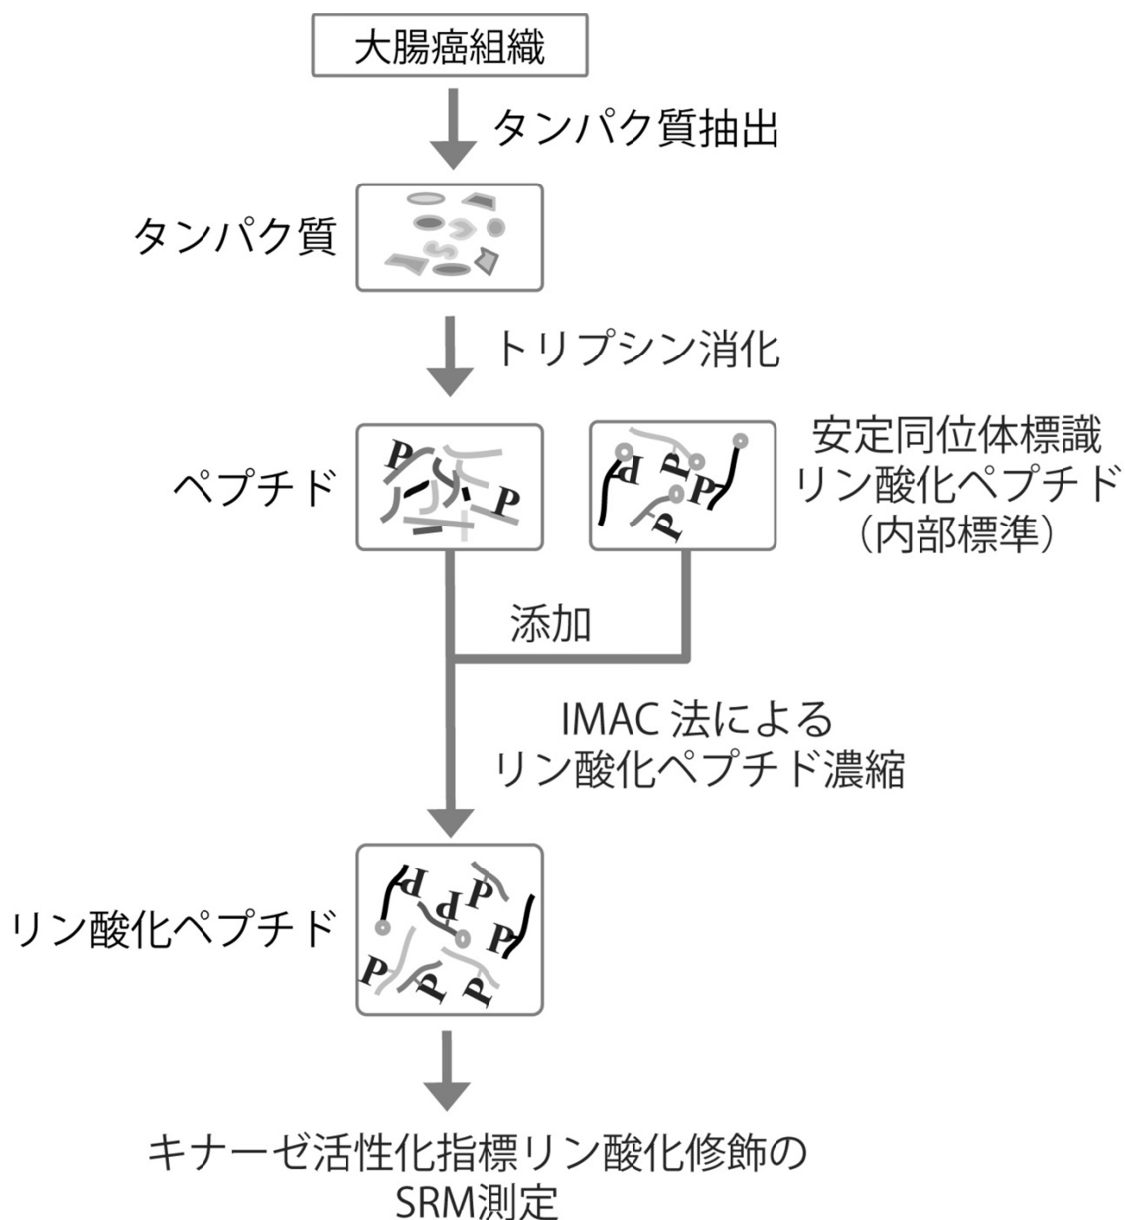 大腸癌組織
タンパク質抽出
タンパク質
トリプシン消化
ペプチド
P
P
P
P
P
P
安定同位体標識
リン酸化ペプチド
（内部標準）
添加
IMAC 法による
リン酸化ペプチド濃縮
リン酸化ペプチド
P
P
P
P
P
P
P
キナーゼ活性化指標リン酸化修飾の
SRM測定